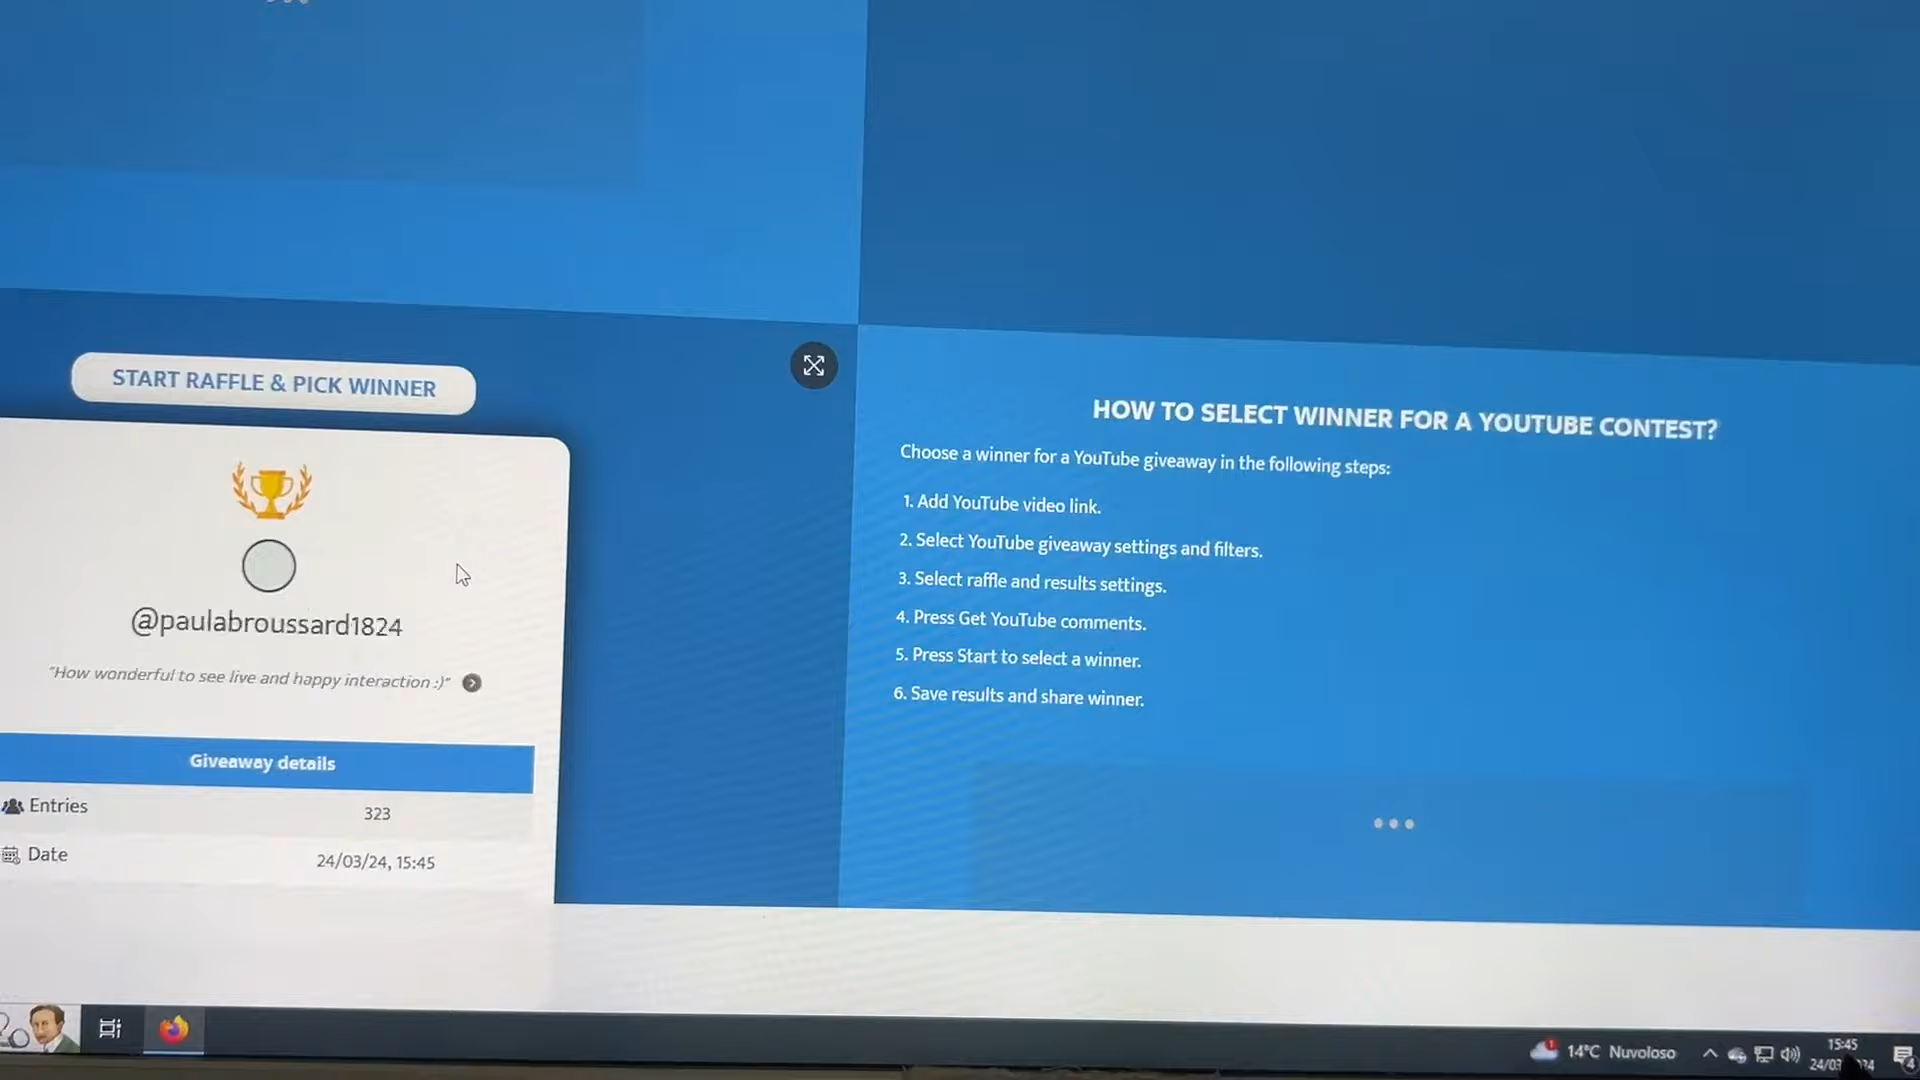 START RAFFLE & PICK WINNER
@paulabroussard1824
"How wonderful to see live and happy interaction :)"
Giveaway details
Entries 323
Date 24/03/24, 15:45
HOW TO SELECT WINNER FOR A YOUTUBE CONTEST?
Choose a winner for a YouTube giveaway in the following steps:
1. Add YouTube video link.
2. Select YouTube giveaway settings and filters.
3. Select raffle and results settings.
4. Press Get YouTube comments.
5. Press Start to select a winner.
6. Save results and share winner.
14°C Nuvoloso
15:45
4